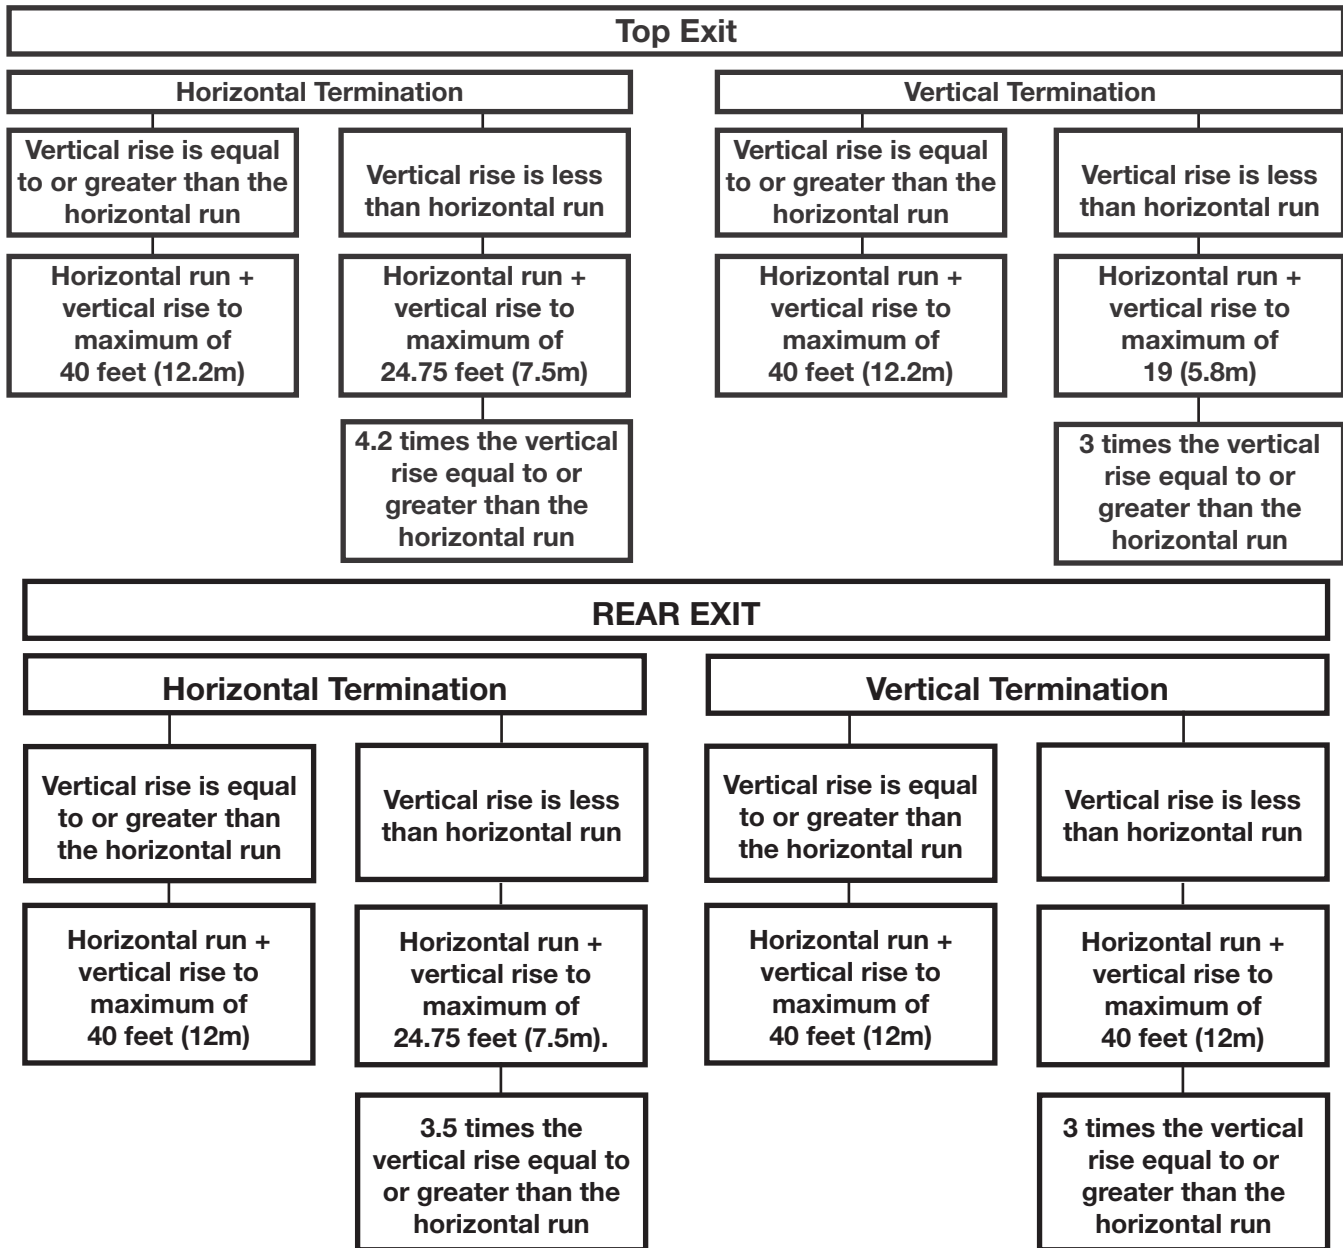 Top Exit
Horizontal Termination
Vertical rise is equal
to or greater than the
horizontal run
Horizontal run +
vertical rise to
maximum of
40 feet (12.2m)
Vertical rise is less
than horizontal run
Horizontal run +
vertical rise to
maximum of
24.75 feet (7.5m)
4.2 times the vertical
rise equal to or
greater than the
horizontal run
Vertical Termination
Vertical rise is equal
to or greater than the
horizontal run
Horizontal run +
vertical rise to
maximum of
40 feet (12.2m)
Vertical rise is less
than horizontal run
Horizontal run +
vertical rise to
maximum of
19 (5.8m)
3 times the vertical
rise equal to or
greater than the
horizontal run
REAR EXIT
Horizontal Termination
Vertical rise is equal
to or greater than
the horizontal run
Horizontal run +
vertical rise to
maximum of
40 feet (12m)
Vertical rise is less
than horizontal run
Horizontal run +
vertical rise to
maximum of
24.75 feet (7.5m).
3.5 times the
vertical rise equal to
or greater than the
horizontal run
Vertical Termination
Vertical rise is equal
to or greater than
the horizontal run
Horizontal run +
vertical rise to
maximum of
40 feet (12m)
Vertical rise is less
than horizontal run
Horizontal run +
vertical rise to
maximum of
40 feet (12m)
3 times the vertical
rise equal to or
greater than the
horizontal run